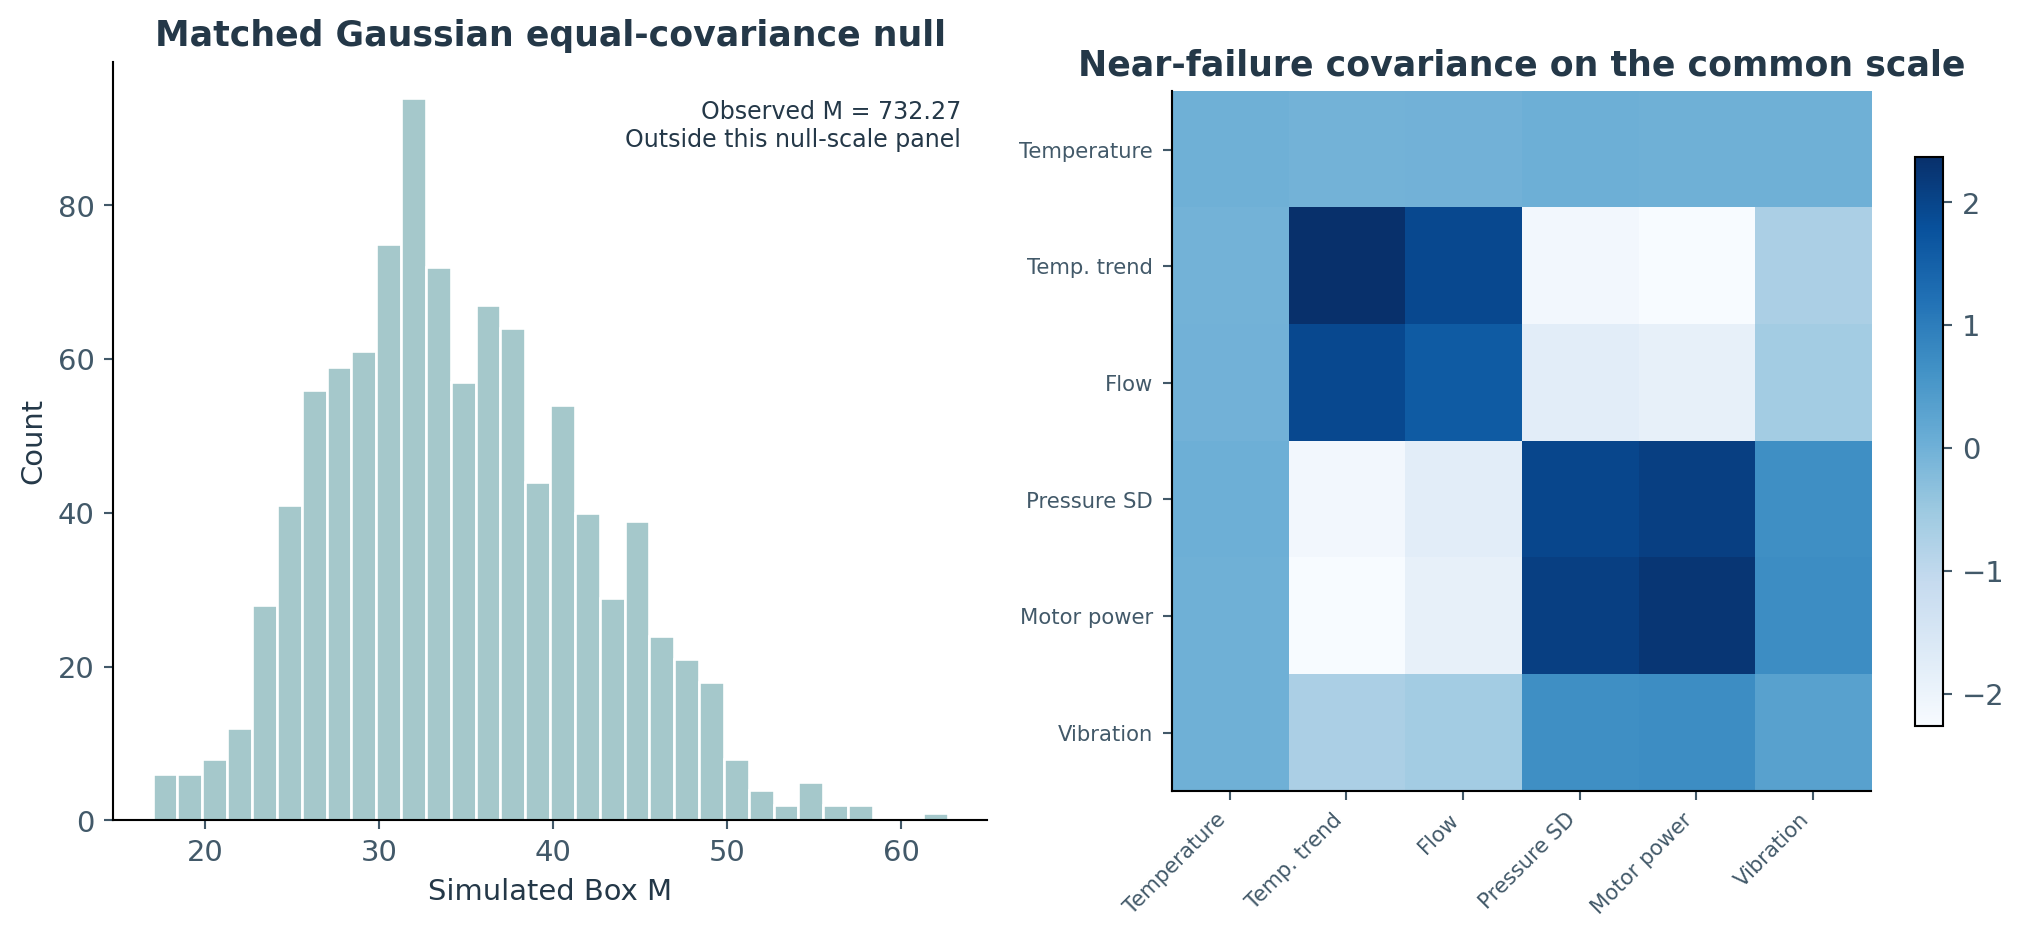 Matched Gaussian equal-covariance null
Observed M = 732.27
Outside this null-scale panel
Count
80
60
40
20
0
20
30
40
50
60
Simulated Box M
Near-failure covariance on the common scale
Temperature
Temp. trend
Flow
Pressure SD
Motor power
Vibration
Temperature
Temp. trend
Flow
Pressure SD
Motor power
Vibration
2
1
0
−1
−2